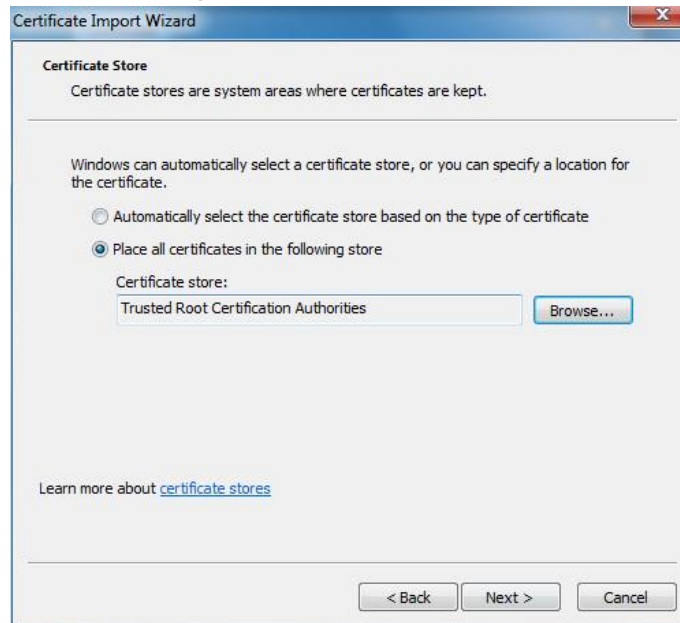 Certificate Import Wizard
Certificate Store
Certificate stores are system areas where certificates are kept.
Windows can automatically select a certificate store, or you can specify a location for
the certificate.
Automatically select the certificate store based on the type of certificate
Place all certificates in the following store
Certificate store:
Trusted Root Certification Authorities
Browse...
Learn more about certificate stores
< Back
Next >
Cancel